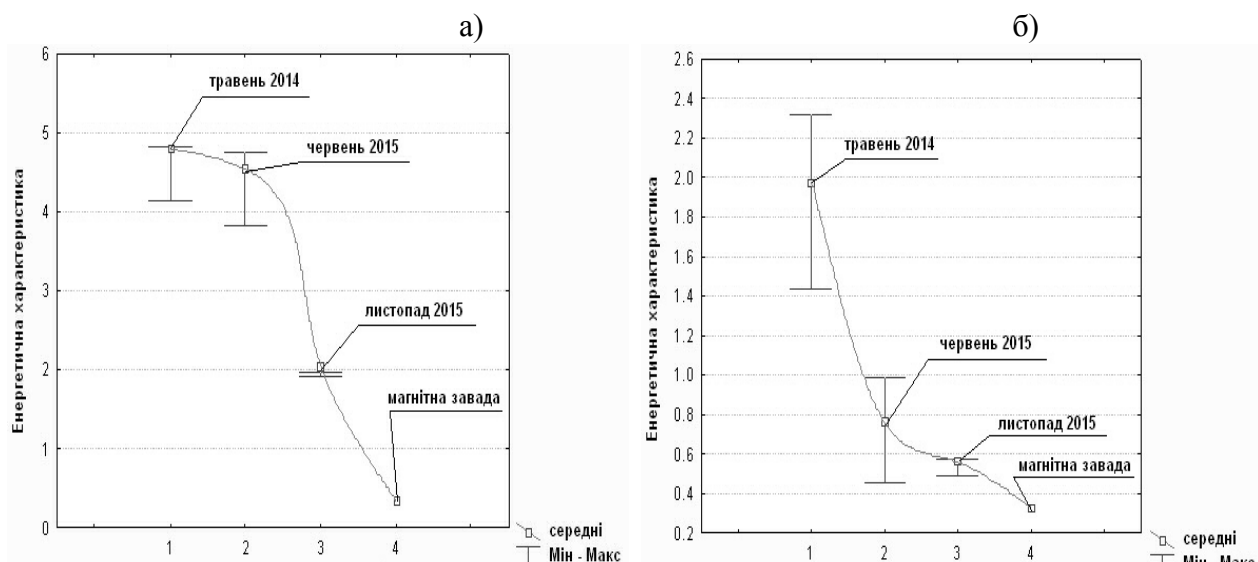 а)
б)
Енергетична характеристика
6
5
4
3
2
1
0
травень 2014
червень 2015
листопад 2015
магнітна завада
1 2 3 4
середні
Мін - Макс
Енергетична характеристика
2.6
2.4
2.2
2.0
1.8
1.6
1.4
1.2
1.0
0.8
0.6
0.4
0.2
травень 2014
червень 2015
листопад 2015
магнітна завада
1 2 3 4
середні
Мін - Макс